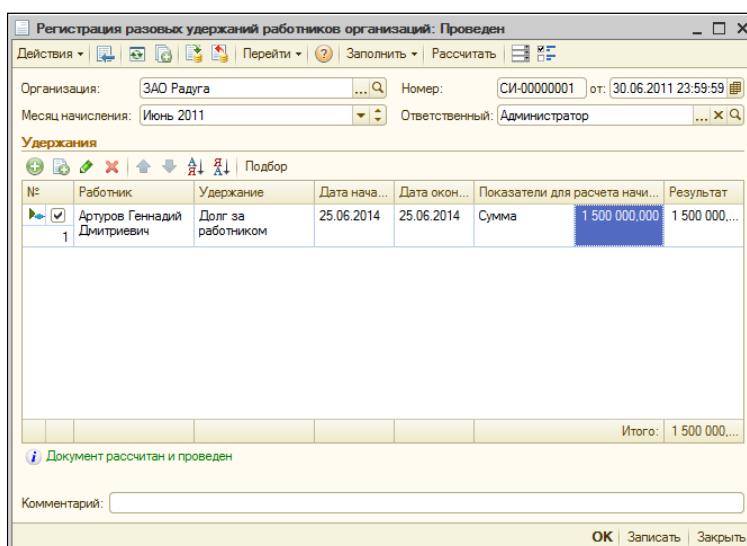 Регистрация разовых удержаний работников организаций: Проведен
Действия Перейти Заполнить Рассчитать
Организация: ЗАО Радуга Номер: СИ-00000001 от: 30.06.2011 23:59:59
Месяц начисления: Июнь 2011 Ответственный: Администратор
Удержания
Подбор
№ Работник Удержание Дата нача... Дата окон... Показатели для расчета начи... Результат
Артуров Геннадий Долг за 25.06.2014 25.06.2014 Сумма 1 500 000,000 1 500 000,...
1 Дмитриевич работником
Итого: 1 500 000,...
Документ рассчитан и проведен
Комментарий:
OK Записать Закрыть